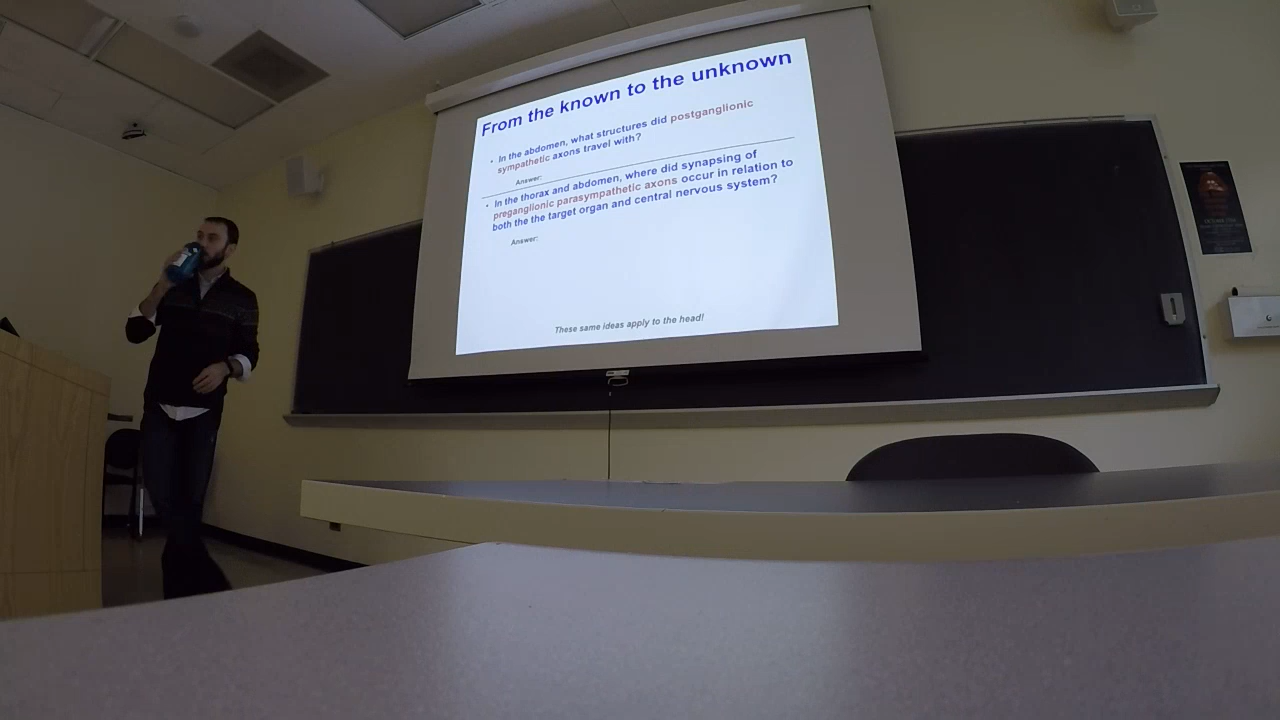 From the known to the unknown
• In the abdomen, what structures did postganglionic
sympathetic axons travel with?
Answer:
• In the thorax and abdomen, where did synapsing of
preganglionic parasympathetic axons occur in relation to
both the the target organ and central nervous system?
Answer:
These same ideas apply to the head!